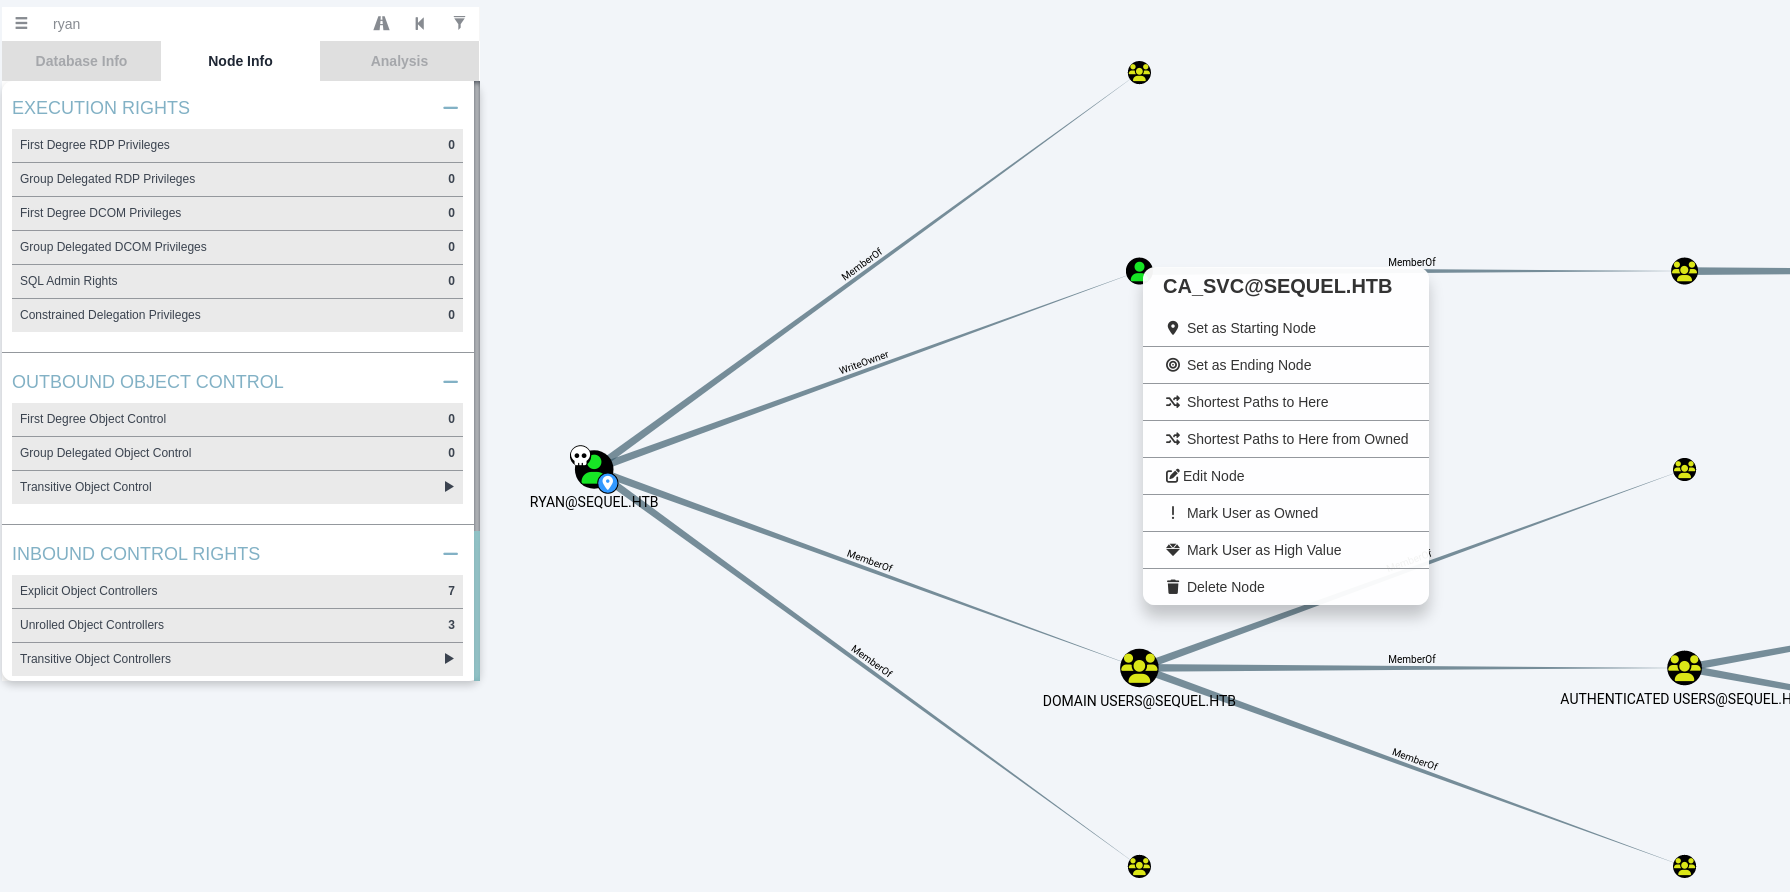 ryan
Database Info
Node Info
Analysis
EXECUTION RIGHTS
First Degree RDP Privileges 0
Group Delegated RDP Privileges 0
First Degree DCOM Privileges 0
Group Delegated DCOM Privileges 0
SQL Admin Rights 0
Constrained Delegation Privileges 0
OUTBOUND OBJECT CONTROL
First Degree Object Control 0
Group Delegated Object Control 0
Transitive Object Control
INBOUND CONTROL RIGHTS
Explicit Object Controllers 7
Unrolled Object Controllers 3
Transitive Object Controllers
MemberOf
WriteOwner
RYAN@SEQUEL.HTB
MemberOf
MemberOf
MemberOf
CA_SVC@SEQUEL.HTB
Set as Starting Node
Set as Ending Node
Shortest Paths to Here
Shortest Paths to Here from Owned
Edit Node
! Mark User as Owned
Mark User as High Value
Delete Node
MemberOf
DOMAIN USERS@SEQUEL.HTB
AUTHENTICATED USERS@SEQUEL.H
MemberOf